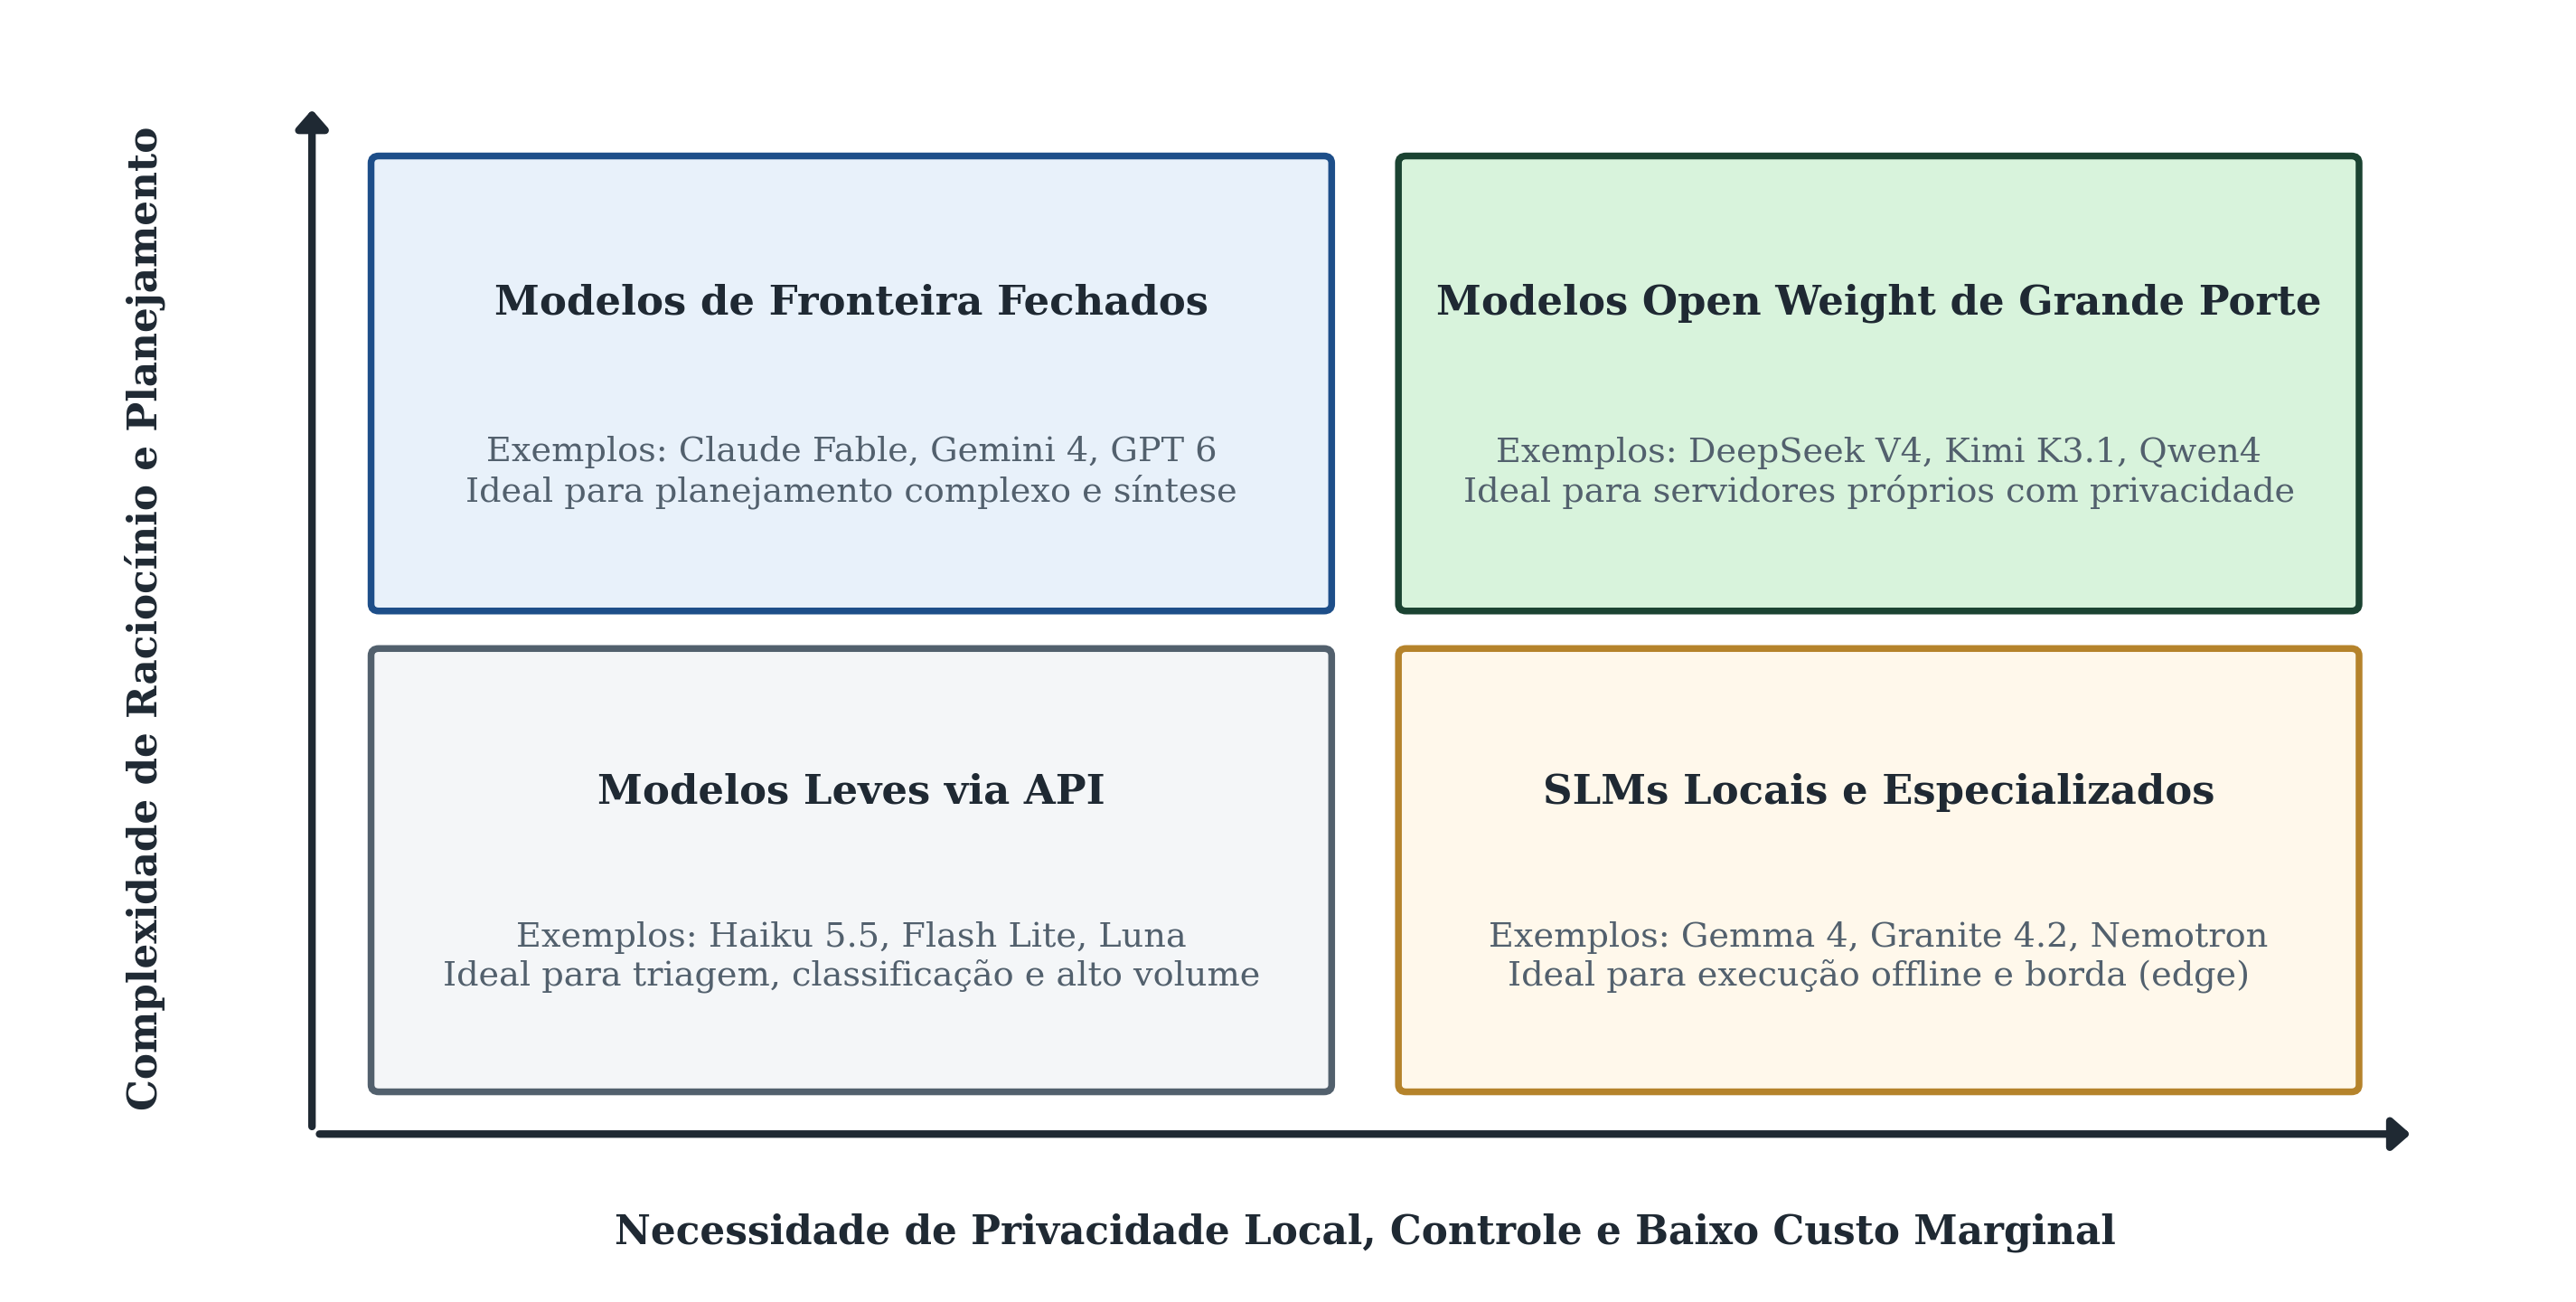 Complexidade de Raciocínio e Planejamento
Modelos de Fronteira Fechados
Exemplos: Claude Fable, Gemini 4, GPT 6
Ideal para planejamento complexo e síntese
Modelos Open Weight de Grande Porte
Exemplos: DeepSeek V4, Kimi K3.1, Qwen4
Ideal para servidores próprios com privacidade
Modelos Leves via API
Exemplos: Haiku 5.5, Flash Lite, Luna
Ideal para triagem, classificação e alto volume
SLMs Locais e Especializados
Exemplos: Gemma 4, Granite 4.2, Nemotron
Ideal para execução offline e borda (edge)
Necessidade de Privacidade Local, Controle e Baixo Custo Marginal